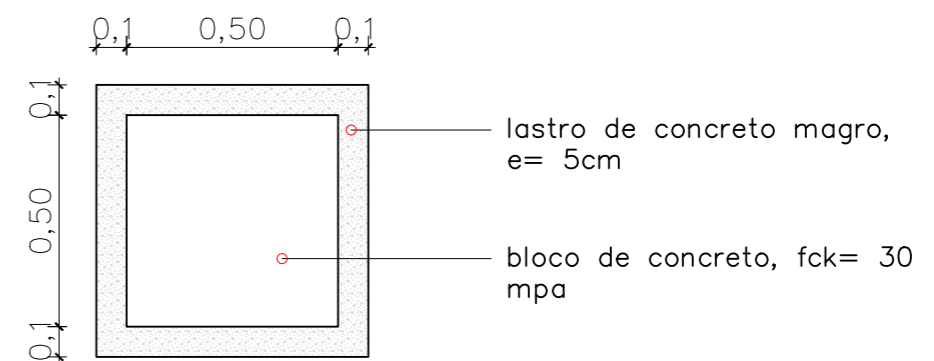 0,1 0,50 0,1
0,1
0,50
0,1
lastro de concreto magro,
e= 5cm
bloco de concreto, fck= 30
mpa